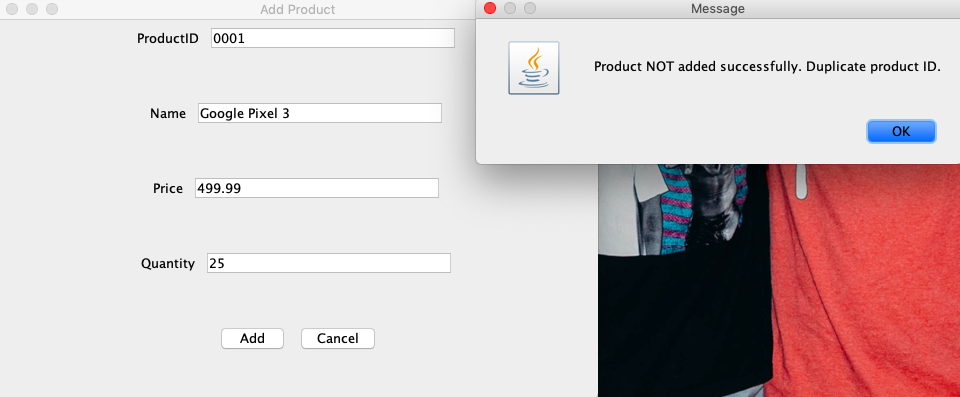 Add Product
ProductID 0001
Name Google Pixel 3
Price 499.99
Quantity 25
Add Cancel
Message
Product NOT added successfully. Duplicate product ID.
OK